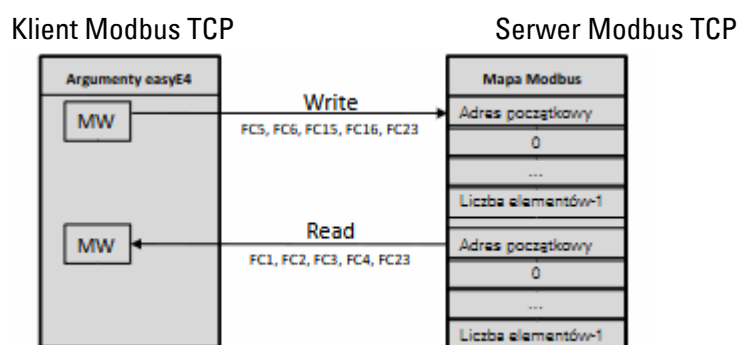 Klient Modbus TCP Serwer Modbus TCP
Argumenty easyE4
MW
Write
FC5, FC6, FC15, FC16, FC23
MW
Read
FC1, FC2, FC3, FC4, FC23
Mapa Modbus
Adres początkowy
0
...
Liczba elementów-1
Adres początkowy
0
...
Liczba elementów-1